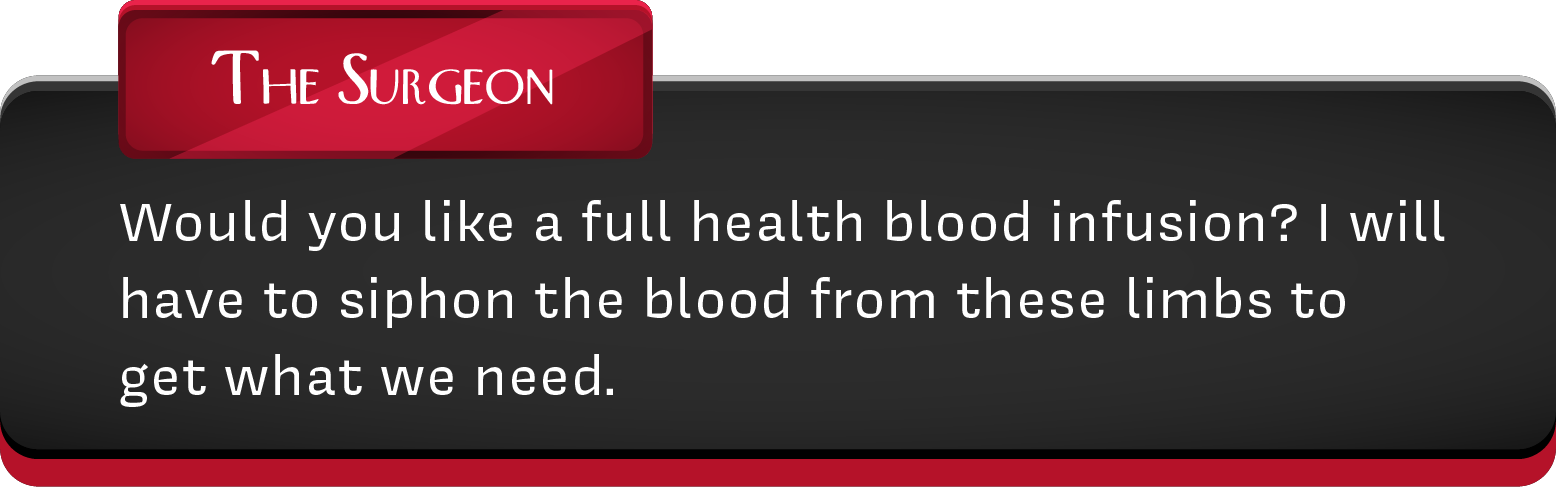 The Surgeon
Would you like a full health blood infusion? I will
have to siphon the blood from these limbs to
get what we need.